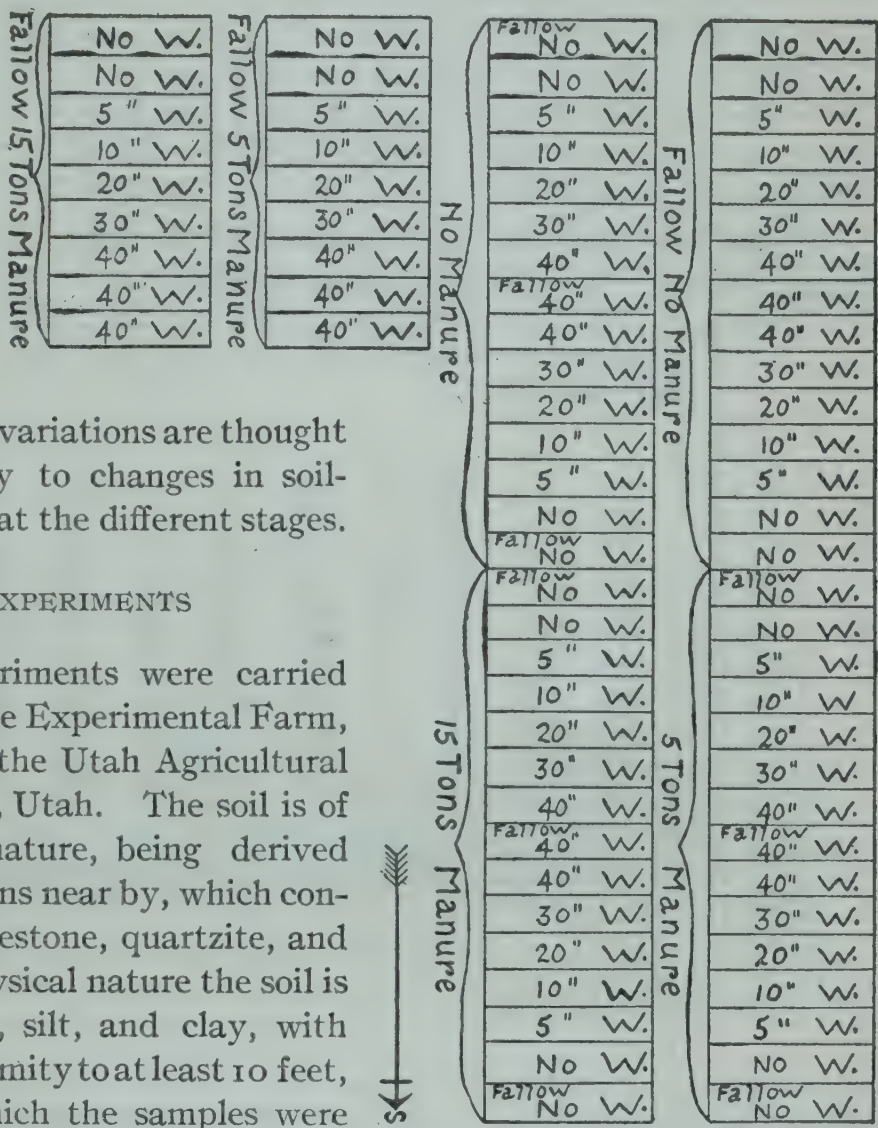 Fallow 15 Tons Manure
No W.
No W.
5" W.
10" W.
20" W.
30" W.
40" W.
40" W.
40" W.
Fallow 5 Tons Manure
No W.
No W.
5" W.
10" W.
20" W.
30" W.
40" W.
40" W.
40" W.
No Manure
Fallow
No W.
No W.
5" W.
10" W.
20" W.
30" W.
40" W.
Fallow
40" W.
40" W.
30" W.
20" W.
10" W.
5" W.
No W.
Fallow
No W.
15 Tons Manure
Fallow
No W.
No W.
5" W.
10" W.
20" W.
30" W.
40" W.
Fallow
40" W.
40" W.
30" W.
20" W.
10" W.
5" W.
No W.
Fallow
No W.
Fallow No Manure
No W.
No W.
5" W.
10" W.
20" W.
30" W.
40" W.
40" W.
40" W.
30" W.
20" W.
10" W.
5" W.
No W.
No W.
5 Tons Manure
Fallow
No W.
No W.
5" W.
10" W
20" W.
30" W.
40" W.
Fallow
40" W.
40" W.
30" W.
20" W.
10" W.
5" W.
No W.
Fallow
No W.
variations are thought
y to changes in soil-
at the different stages.
EXPERIMENTS
riments were carried
e Experimental Farm,
the Utah Agricultural
, Utah. The soil is of
nature, being derived
ns near by, which con-
estone, quartzite, and
ysical nature the soil is
, silt, and clay, with
mity to at least 10 feet,
hich the samples were
S